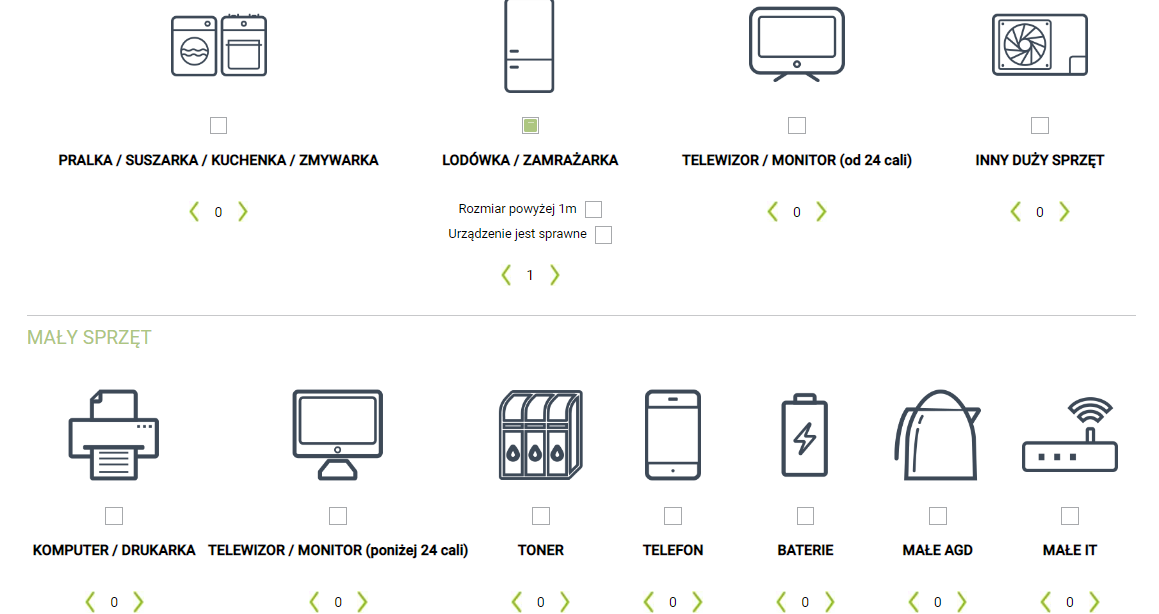 PRALKA / SUSZARKA / KUCHENKA / ZMYWARKA
LODÓWKA / ZAMRAŻARKA
TELEWIZOR / MONITOR (od 24 cali)
INNY DUŻY SPRZĘT
0
Rozmiar powyżej 1m
Urządzenie jest sprawne
1
0
0
MAŁY SPRZĘT
KOMPUTER / DRUKARKA
TELEWIZOR / MONITOR (poniżej 24 cali)
TONER
TELEFON
BATERIE
MAŁE AGD
MAŁE IT
0
0
0
0
0
0
0